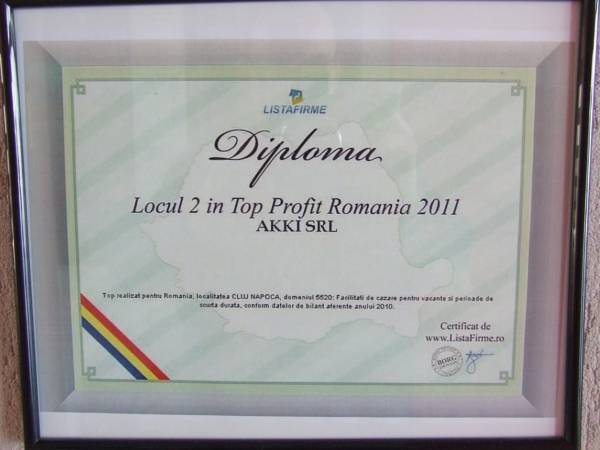 LISTAFIRME
Diploma
Locul 2 in Top Profit Romania 2011
AKKI SRL
Top realizat pentru Romania, localitatea CLUJ NAPOCA, domeniul 5520: Facilitati de cazare pentru vacante si perioade de
scurta durata, conform datelor de bilant aferente anului 2010.
Certificat de
www.ListaFirme.ro
BORG